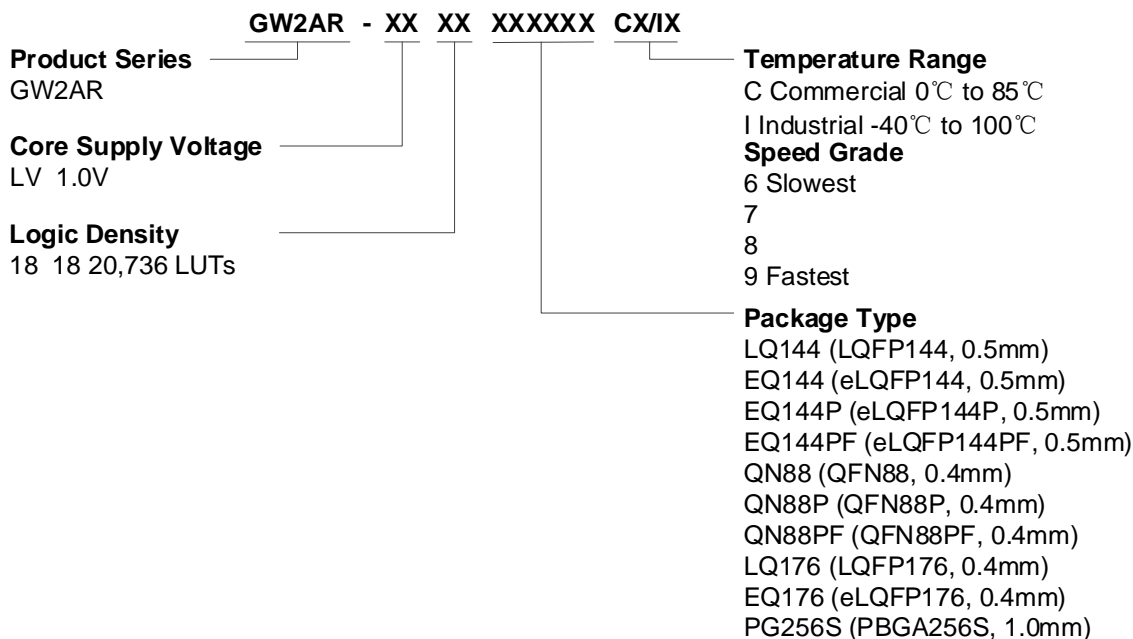 GW2AR - XX XX XXXXXX CX/IX
Product Series
GW2AR
Core Supply Voltage
LV 1.0V
Logic Density
18 18 20,736 LUTs
Temperature Range
C Commercial 0℃ to 85℃
I Industrial -40℃ to 100℃
Speed Grade
6 Slowest
7
8
9 Fastest
Package Type
LQ144 (LQFP144, 0.5mm)
EQ144 (eLQFP144, 0.5mm)
EQ144P (eLQFP144P, 0.5mm)
EQ144PF (eLQFP144PF, 0.5mm)
QN88 (QFN88, 0.4mm)
QN88P (QFN88P, 0.4mm)
QN88PF (QFN88PF, 0.4mm)
LQ176 (LQFP176, 0.4mm)
EQ176 (eLQFP176, 0.4mm)
PG256S (PBGA256S, 1.0mm)